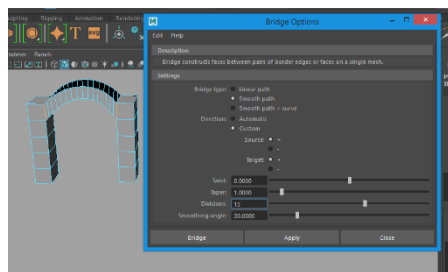 sculpting Rigging Animation Rendering
Bridge Options
Edit Help
Renderer Panels
Description
Bridge constructs faces between pairs of border edges or faces on a single mesh.
Settings
Bridge type: Linear path
Smooth path
Smooth path + curve
Direction: Automatic
Custom
Source: +
-
Target: +
-
Twist: 0.0000
Taper: 1.0000
Divisions: 15
Smoothing angle: 30.0000
Bridge Apply Close